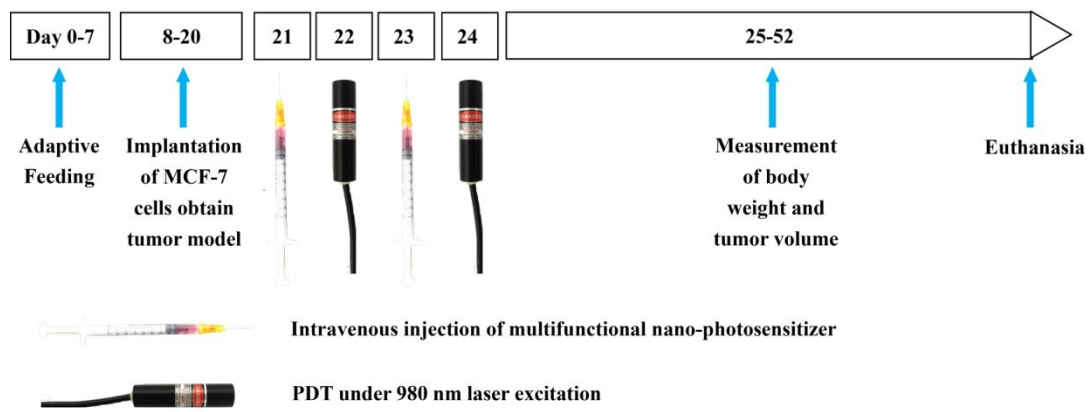 Day 0-7
8-20
21
22
23
24
25-52
Adaptive
Feeding
Implantation
of MCF-7
cells obtain
tumor model
Measurement
of body
weight and
tumor volume
Euthanasia
Intravenous injection of multifunctional nano-photosensitizer
PDT under 980 nm laser excitation